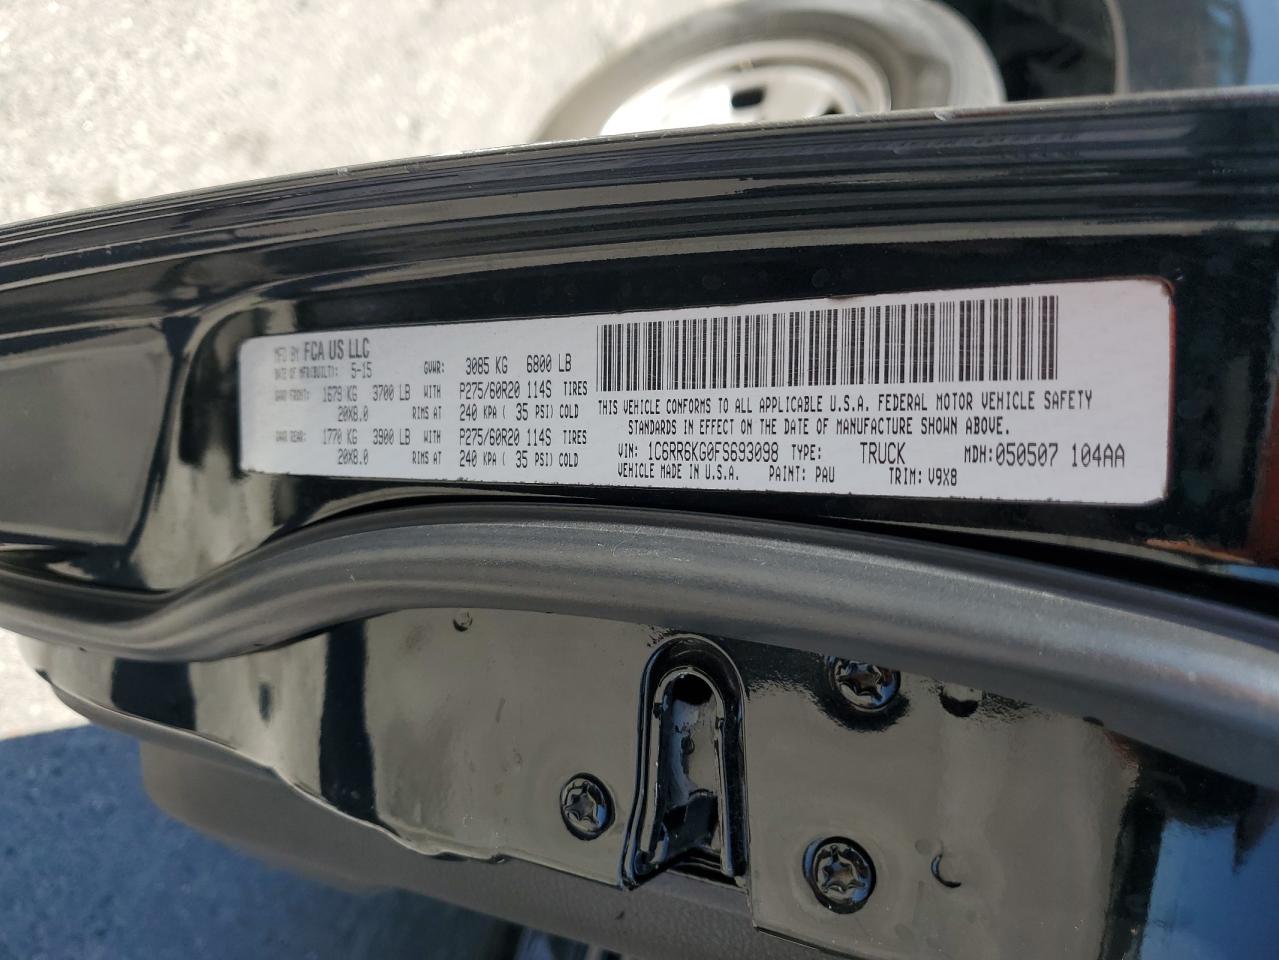 MFD BY FCA US LLC
DATE OF MFD(BUILT): 5-15 GVWR: 3085 KG 6800 LB
GAWR FRONT: 1679 KG 3700 LB WITH P275/60R20 114S TIRES
20X8.0 RIMS AT 240 KPA ( 35 PSI) COLD
GAWR REAR: 1770 KG 3900 LB WITH P275/60R20 114S TIRES
20X8.0 RIMS AT 240 KPA ( 35 PSI) COLD
THIS VEHICLE CONFORMS TO ALL APPLICABLE U.S.A. FEDERAL MOTOR VEHICLE SAFETY
STANDARDS IN EFFECT ON THE DATE OF MANUFACTURE SHOWN ABOVE.
VIN: 1C6RR6KG0FS693098 TYPE: TRUCK MDH:050507 104AA
VEHICLE MADE IN U.S.A. PAINT: PAU TRIM: V9X8